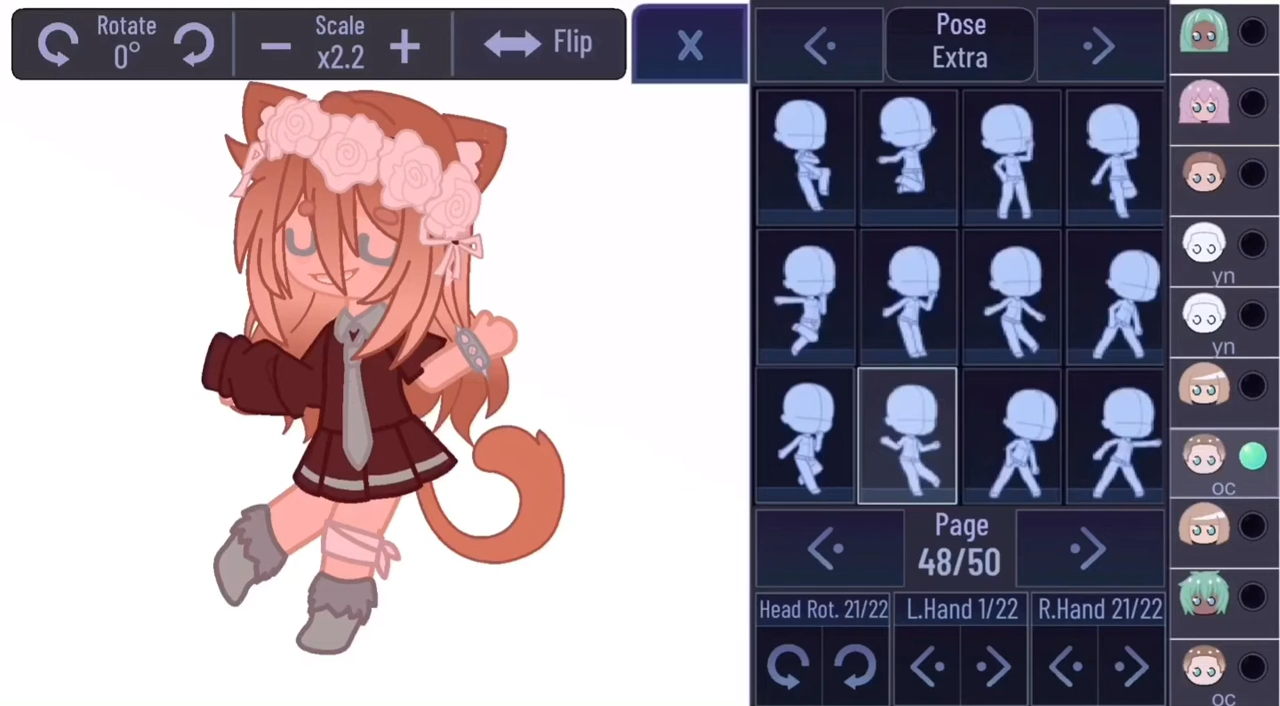 Rotate
0°
Scale
x2.2
Flip
X
Pose
Extra
yn
yn
oc
Page
48/50
Head Rot. 21/22
L.Hand 1/22
R.Hand 21/22
oc